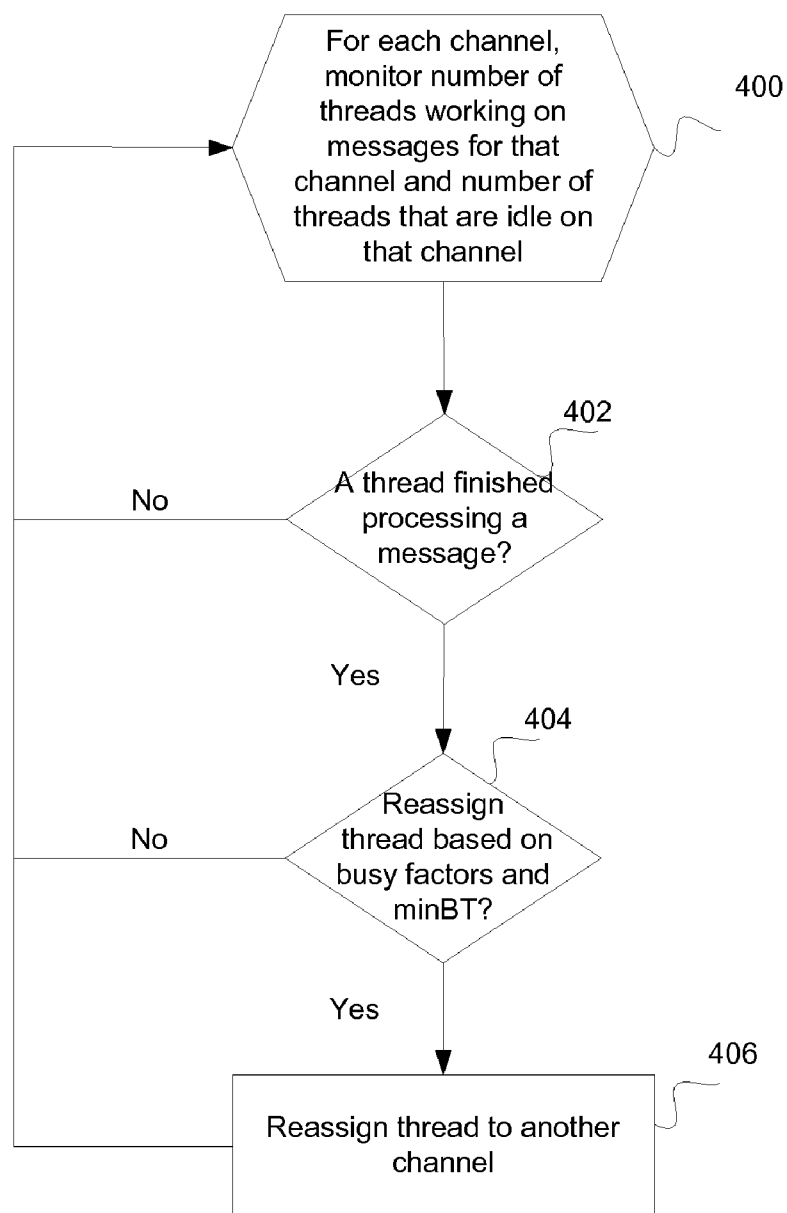 For each channel,
monitor number of
threads working on
messages for that
channel and number of
threads that are idle on
that channel
400
402
A thread finished
processing a
message?
No
Yes
404
Reassign
thread based on
busy factors and
minBT?
No
Yes
406
Reassign thread to another
channel